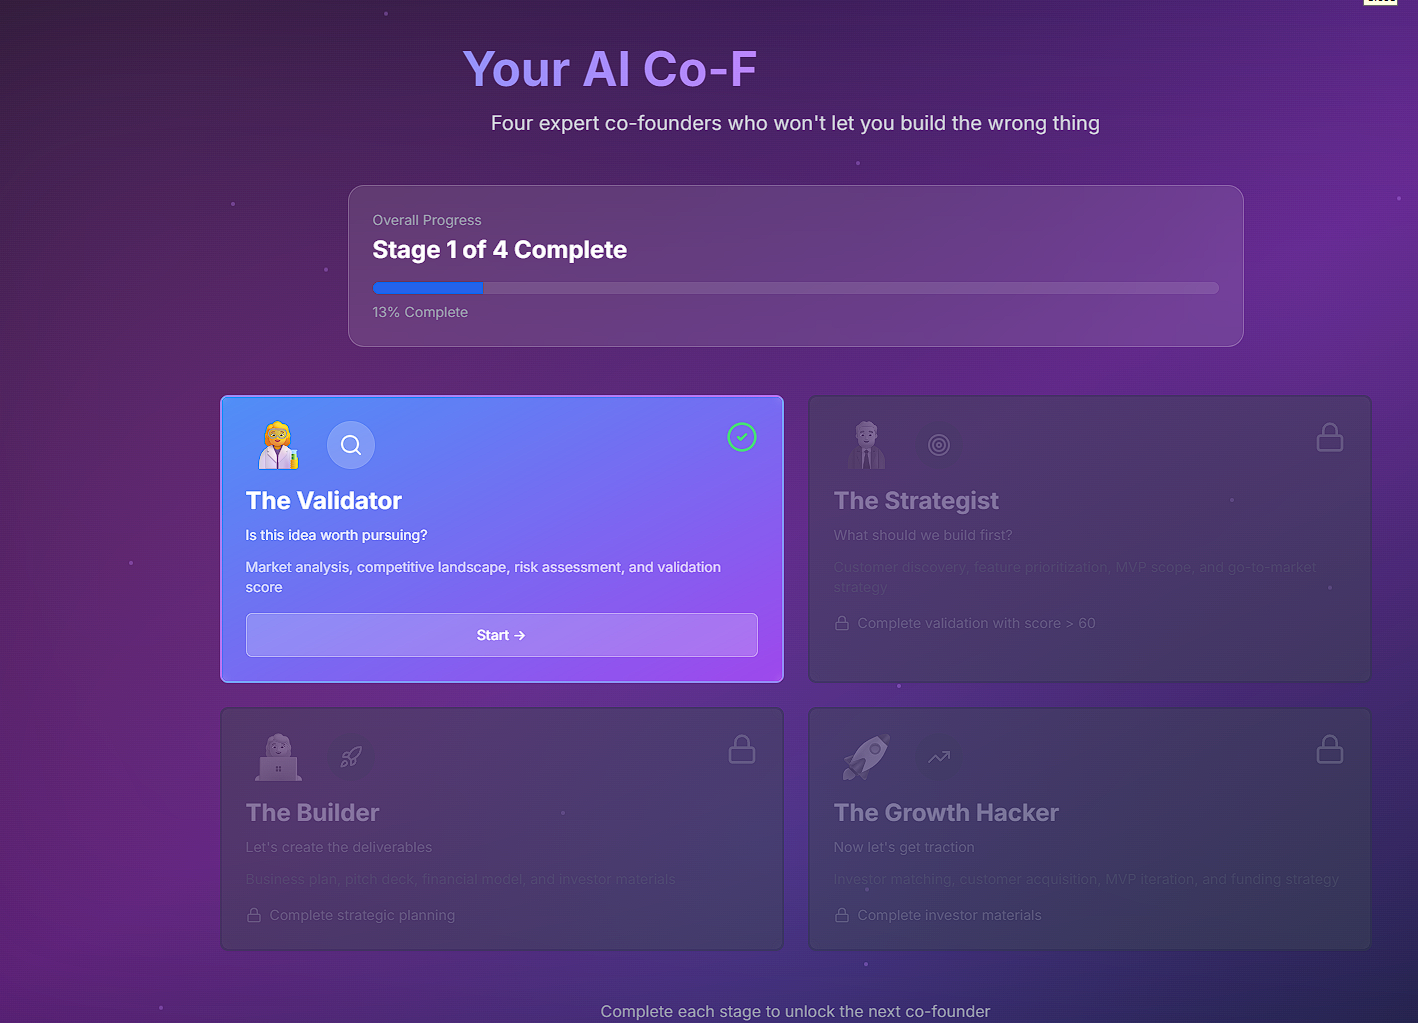 Your AI Co-F
Four expert co-founders who won't let you build the wrong thing
Overall Progress
Stage 1 of 4 Complete
13% Complete
The Validator
Is this idea worth pursuing?
Market analysis, competitive landscape, risk assessment, and validation
score
Start →
The Strategist
What should we build first?
Customer discovery, feature prioritization, MVP scope, and go-to-market
strategy
Complete validation with score > 60
The Builder
Let's create the deliverables
Business plan, pitch deck, financial model, and investor materials
Complete strategic planning
The Growth Hacker
Now let's get traction
Investor matching, customer acquisition, MVP iteration, and funding strategy
Complete investor materials
Complete each stage to unlock the next co-founder